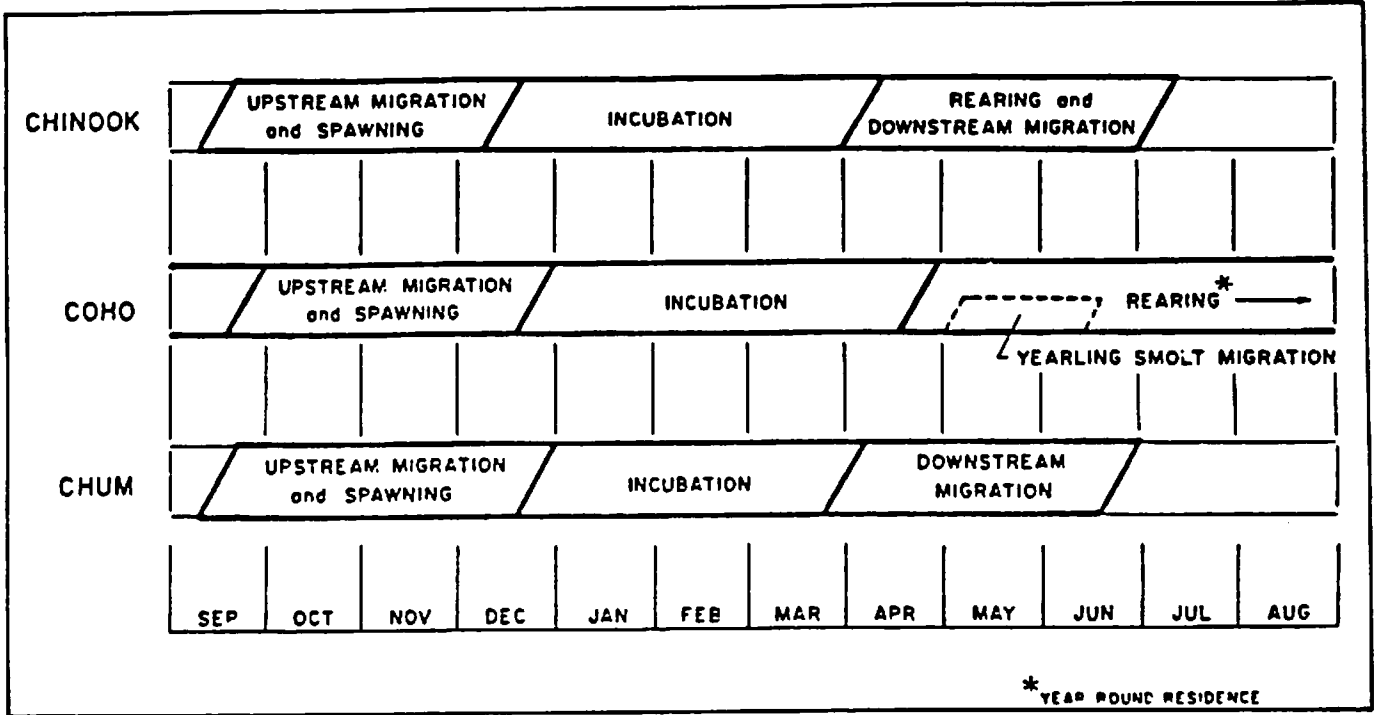 CHINOOK
UPSTREAM MIGRATION
and SPAWNING
INCUBATION
REARING and
DOWNSTREAM MIGRATION
COHO
UPSTREAM MIGRATION
and SPAWNING
INCUBATION
REARING* 
YEARLING SMOLT MIGRATION
CHUM
UPSTREAM MIGRATION
and SPAWNING
INCUBATION
DOWNSTREAM
MIGRATION
SEP OCT NOV DEC JAN FEB MAR APR MAY JUN JUL AUG
*YEAR ROUND RESIDENCE